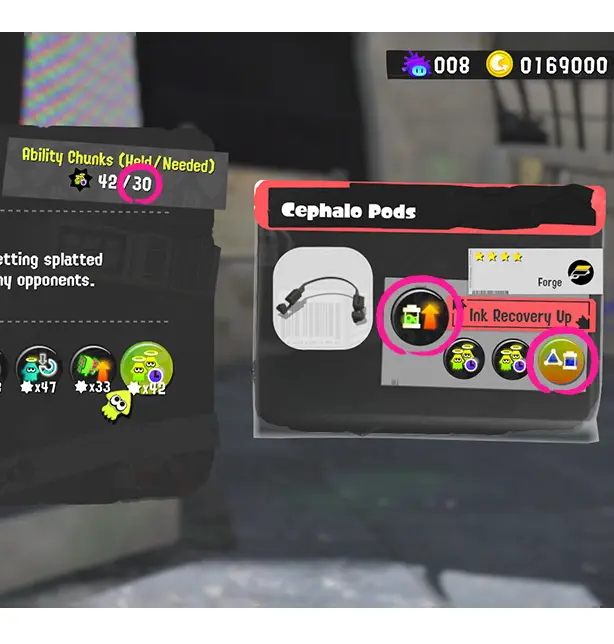 008 0169000
Ability Chunks (Held/Needed)
42/30
Cephalo Pods
etting splatted
ny opponents.
Forge
Ink Recovery Up
x47 x33 x42